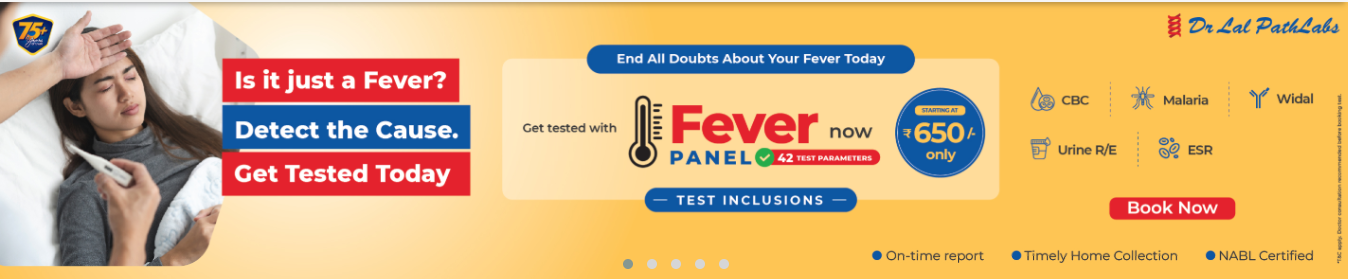 75+
Years
Is it just a Fever?
Detect the Cause.
Get Tested Today
End All Doubts About Your Fever Today
Get tested with
Fever
PANEL
42 TEST PARAMETERS
now
STARTING AT
₹ 650/-
only
TEST INCLUSIONS
Dr Lal PathLabs
CBC
Malaria
Widal
Urine R/E
ESR
Book Now
On-time report
Timely Home Collection
NABL Certified
*T&C apply. Doctor consultation recommended before booking test.